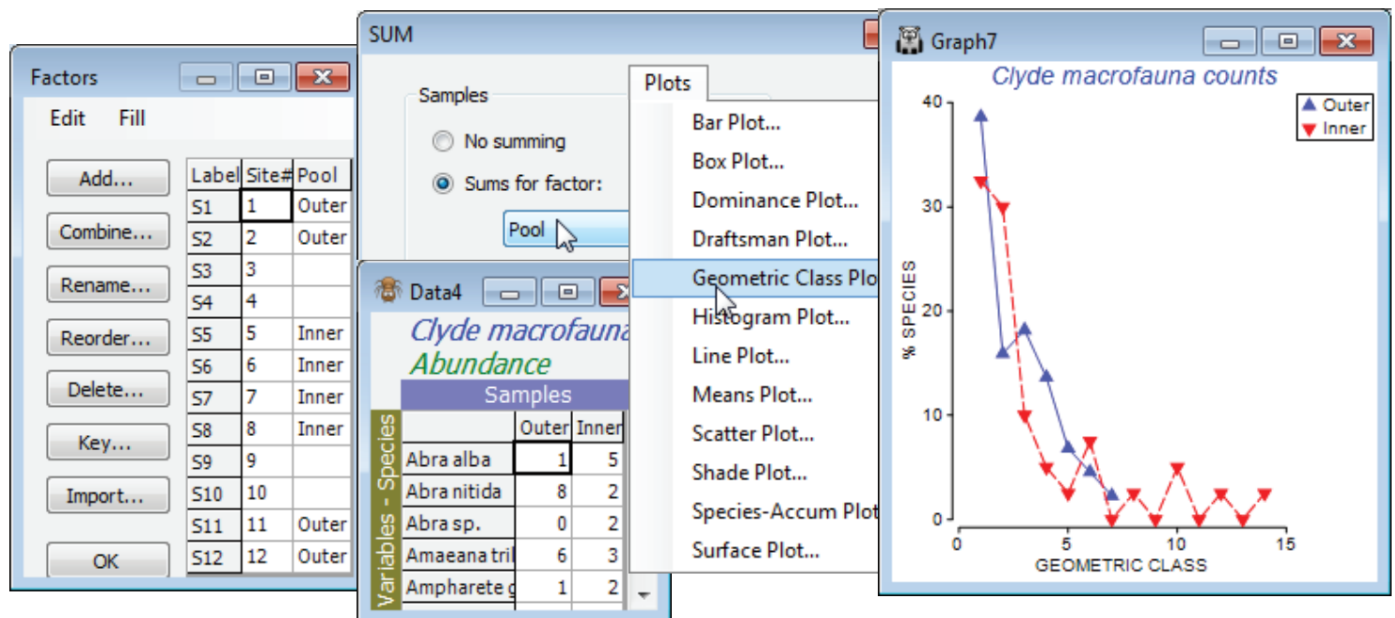 Factors
Edit Fill
Add...
Combine...
Rename...
Reorder...
Delete...
Key...
Import...
OK
Label Site# Pool
S1 1 Outer
S2 2 Outer
S3 3
S4 4
S5 5 Inner
S6 6 Inner
S7 7 Inner
S8 8 Inner
S9 9
S10 10
S11 11 Outer
S12 12 Outer
SUM
Samples
No summing
Sums for factor:
Pool
Data4
Clyde macrofauna
Abundance
Samples
Variables - Species
Outer Inner
Abra alba 1 5
Abra nitida 8 2
Abra sp. 0 2
Amaeana tril 6 3
Ampharete g 1 2
Plots
Bar Plot...
Box Plot...
Dominance Plot...
Draftsman Plot...
Geometric Class Plo
Histogram Plot...
Line Plot...
Means Plot...
Scatter Plot...
Shade Plot...
Species-Accum Plot
Surface Plot...
Graph7
Clyde macrofauna counts
Outer
Inner
% SPECIES
40
30
20
10
0
0 5 10 15
GEOMETRIC CLASS